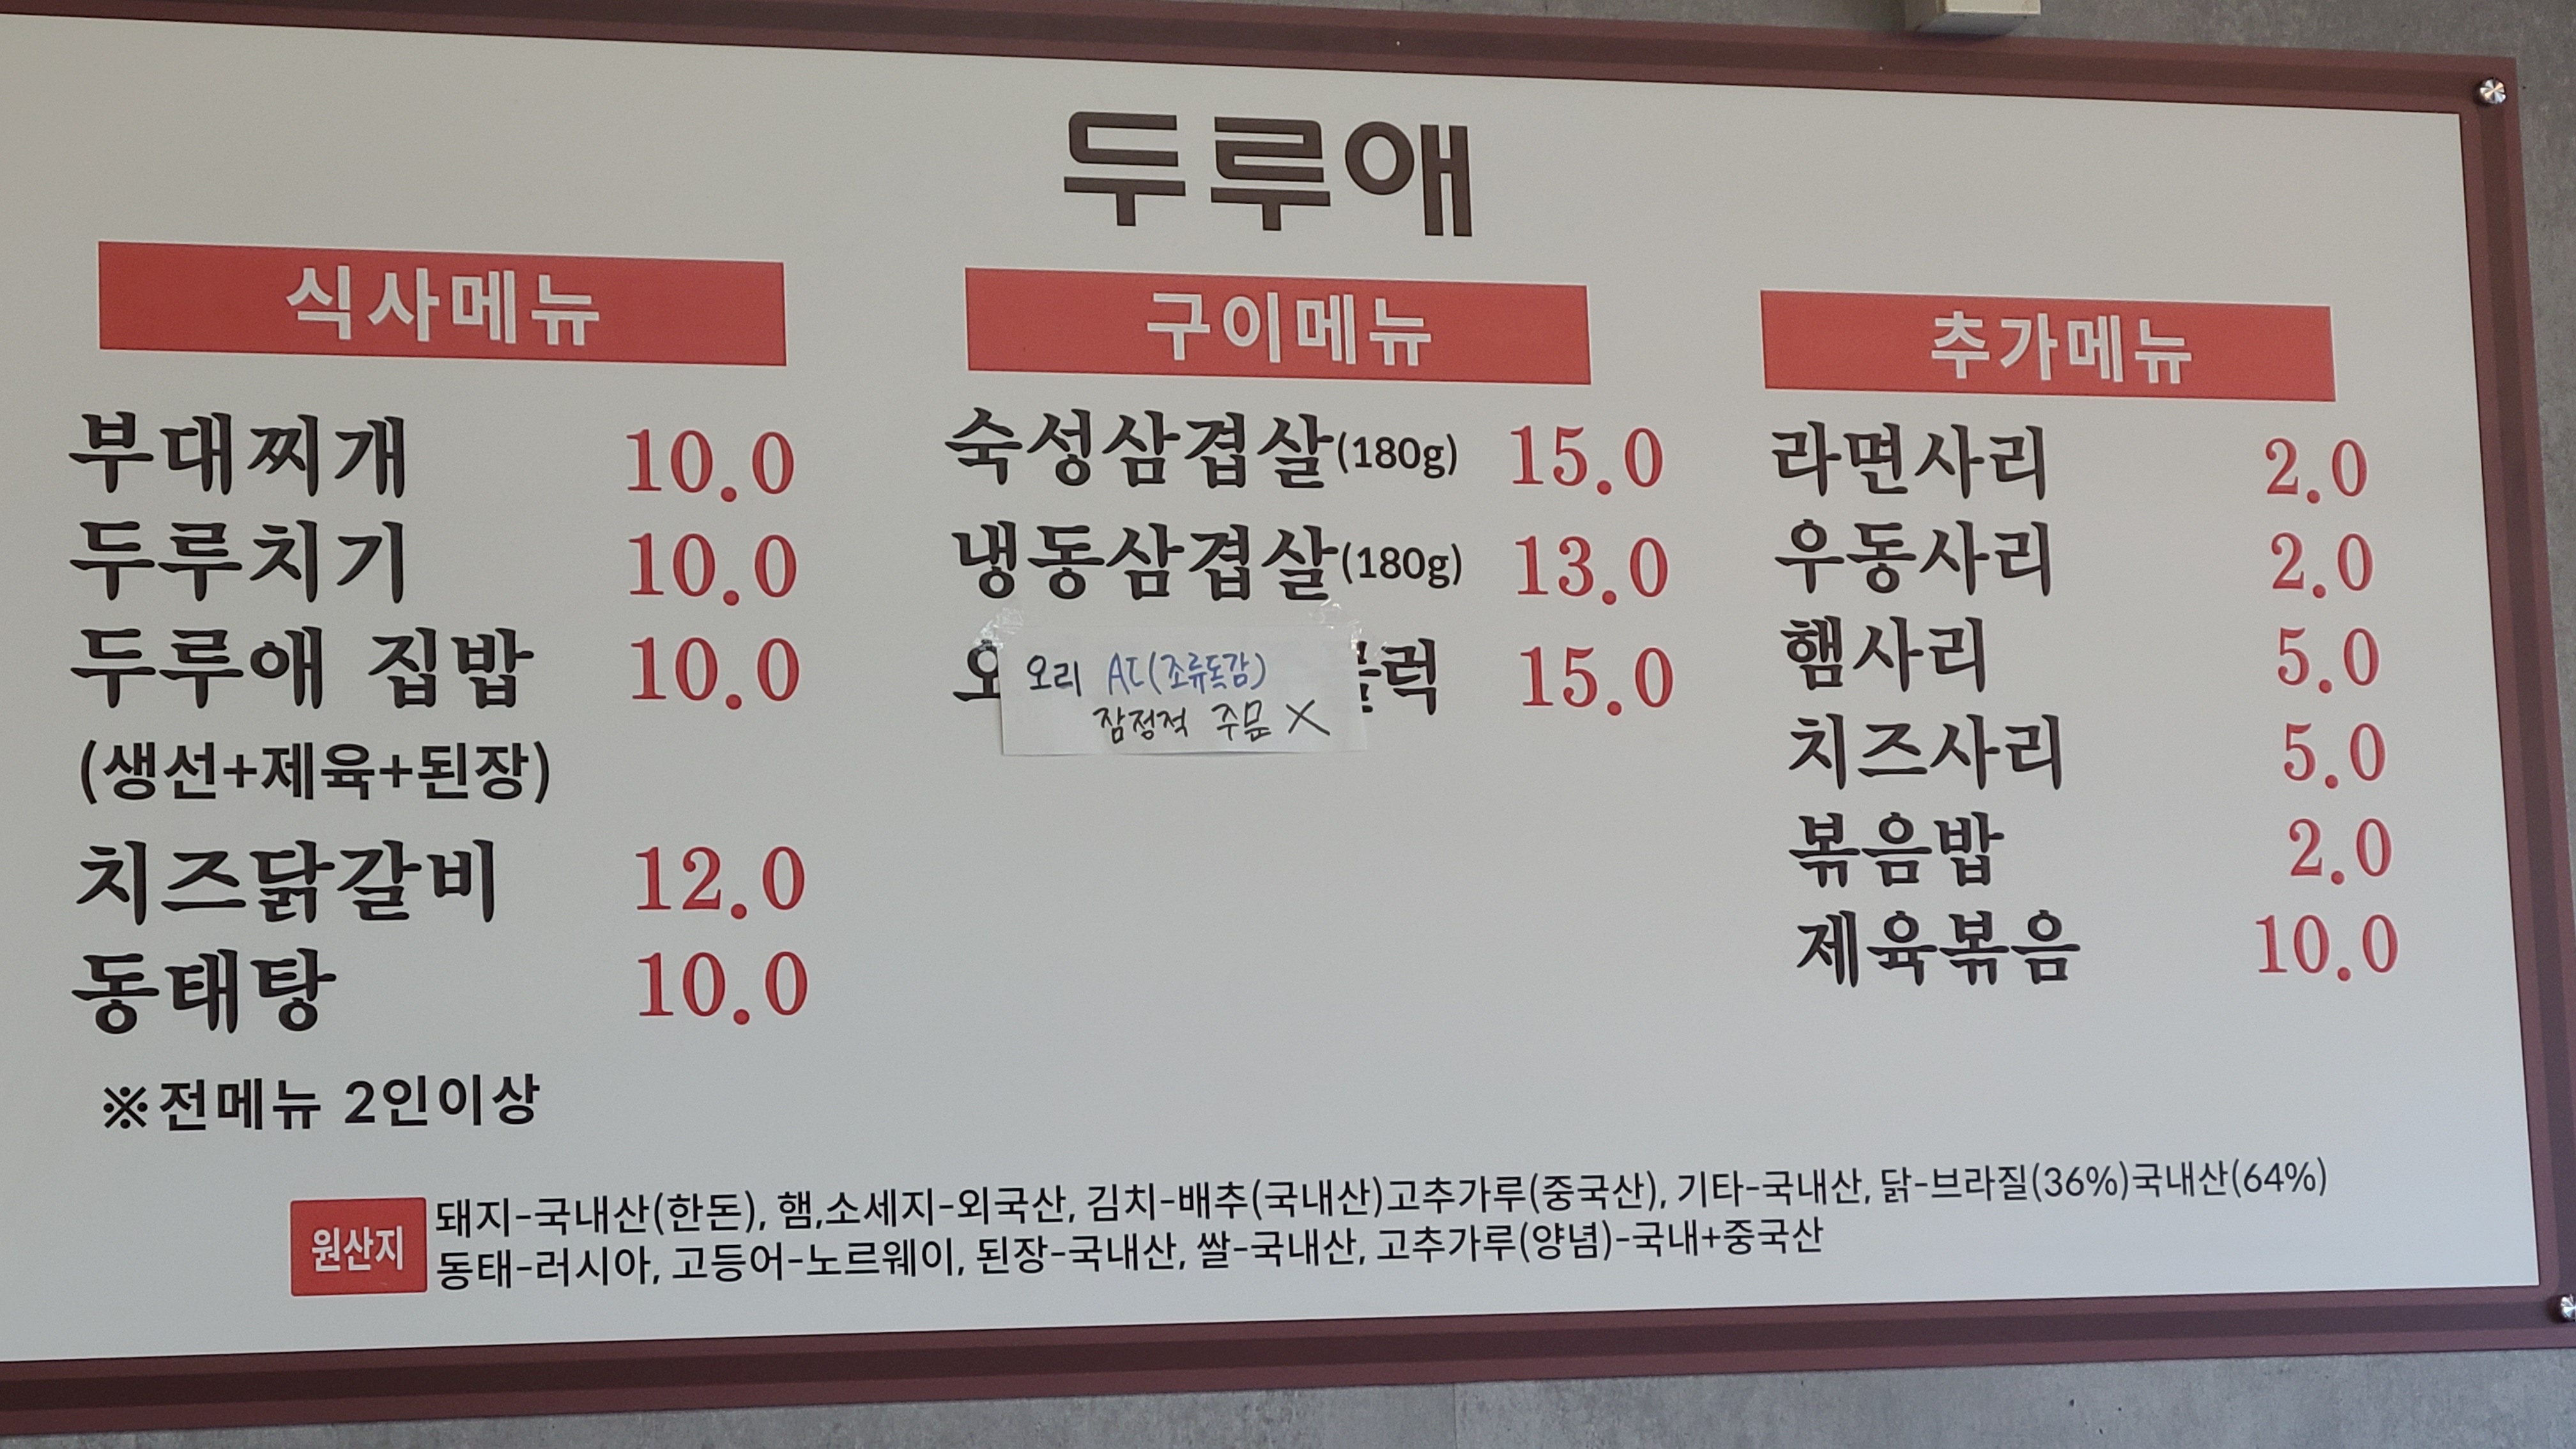 두루애
식사메뉴
부대찌개 10.0
두루치기 10.0
두루애 집밥 10.0
(생선+제육+된장)
치즈닭갈비 12.0
동태탕 10.0
※전메뉴 2인이상
구이메뉴
숙성삼겹살(180g) 15.0
냉동삼겹살(180g) 13.0
15.0
오리 AI(조류독감)
잠정적 주문 X
추가메뉴
라면사리 2.0
우동사리 2.0
햄사리 5.0
치즈사리 5.0
볶음밥 2.0
제육볶음 10.0
원산지
돼지-국내산(한돈), 햄,소세지-외국산, 김치-배추(국내산)고추가루(중국산), 기타-국내산, 닭-브라질(36%)국내산(64%)
동태-러시아, 고등어-노르웨이, 된장-국내산, 쌀-국내산, 고추가루(양념)-국내+중국산